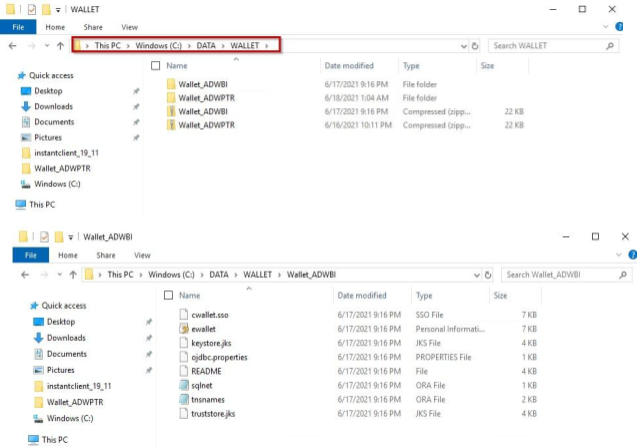 WALLET
File Home Share View
This PC > Windows (C:) > DATA > WALLET > Search WALLET
Quick access Name Date modified Type Size
Desktop Wallet_ADWBI 6/17/2021 9:16 PM File folder
Downloads Wallet_ADWPTR 6/18/2021 1:04 AM File folder
Documents Wallet_ADWBI 6/17/2021 9:16 PM Compressed (zipp... 22 KB
Pictures Wallet_ADWPTR 6/16/2021 10:11 PM Compressed (zipp... 22 KB
instantclient_19_11
Wallet_ADWPTR
Windows (C:)
This PC
Wallet_ADWBI
File Home Share View
This PC > Windows (C:) > DATA > WALLET > Wallet_ADWBI Search Wallet_ADWBI
Quick access Name Date modified Type Size
Desktop cwallet.sso 6/17/2021 9:16 PM SSO File 7 KB
Downloads ewallet 6/17/2021 9:16 PM Personal Informati... 7 KB
Documents keystore.jks 6/17/2021 9:16 PM JKS File 4 KB
Pictures ojdbc.properties 6/17/2021 9:16 PM PROPERTIES File 1 KB
instantclient_19_11 README 6/17/2021 9:16 PM File 4 KB
Wallet_ADWPTR sqlnet 6/17/2021 9:16 PM ORA File 1 KB
Windows (C:) tnsnames 6/17/2021 9:16 PM ORA File 2 KB
truststore.jks 6/17/2021 9:16 PM JKS File 4 KB
This PC